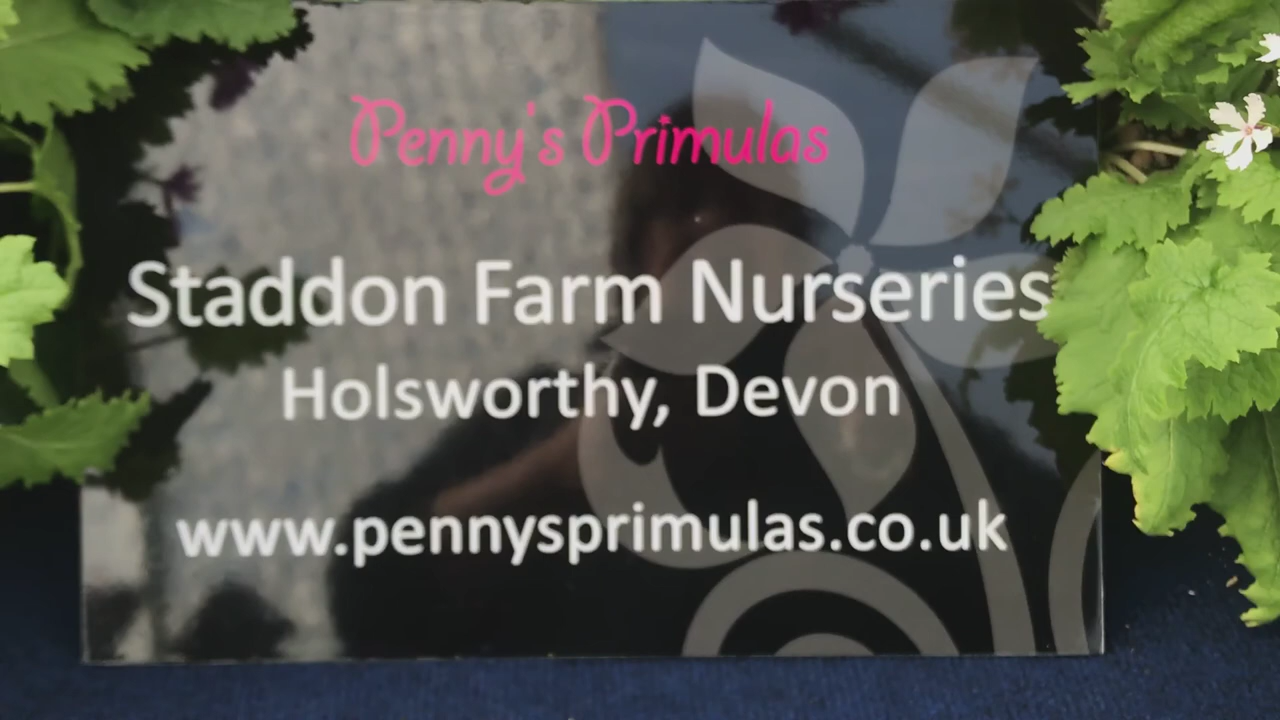 Penny's Primulas
Staddon Farm Nurseries
Holsworthy, Devon
www.pennysprimulas.co.uk